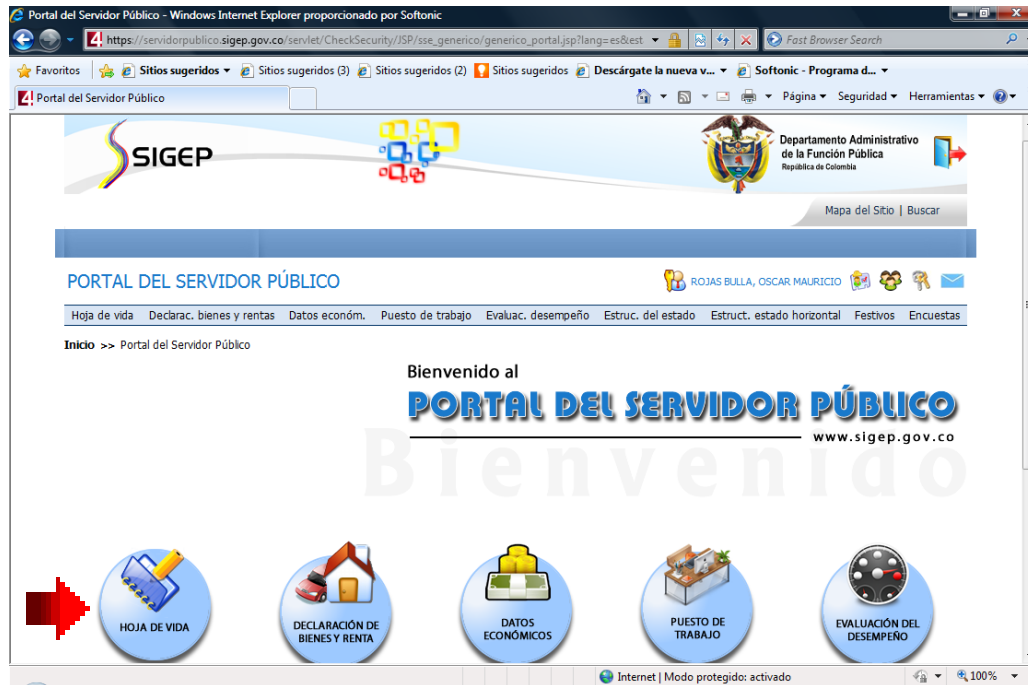 Portal del Servidor Público - Windows Internet Explorer proporcionado por Softonic
https://servidorpublico.sigep.gov.co/servlet/CheckSecurity/JSP/sse_generico/generico_portal.jsp?lang=es&est
Fast Browser Search
Favoritos Sitios sugeridos Sitios sugeridos (3) Sitios sugeridos (2) Sitios sugeridos Descárgate la nueva v... Softonic - Programa d...
Portal del Servidor Público Página Seguridad Herramientas
SIGEP
Departamento Administrativo
de la Función Pública
República de Colombia
Mapa del Sitio | Buscar
PORTAL DEL SERVIDOR PÚBLICO ROJAS BULLA, OSCAR MAURICIO
Hoja de vida Declarac. bienes y rentas Datos económ. Puesto de trabajo Evaluac. desempeño Estruc. del estado Estruct. estado horizontal Festivos Encuestas
Inicio >> Portal del Servidor Público
Bienvenido al
PORTAL DEL SERVIDOR PÚBLICO
www.sigep.gov.co
Bienvenido
HOJA DE VIDA
DECLARACIÓN DE
BIENES Y RENTA
DATOS
ECONÓMICOS
PUESTO DE
TRABAJO
EVALUACIÓN DEL
DESEMPEÑO
Internet | Modo protegido: activado 100%